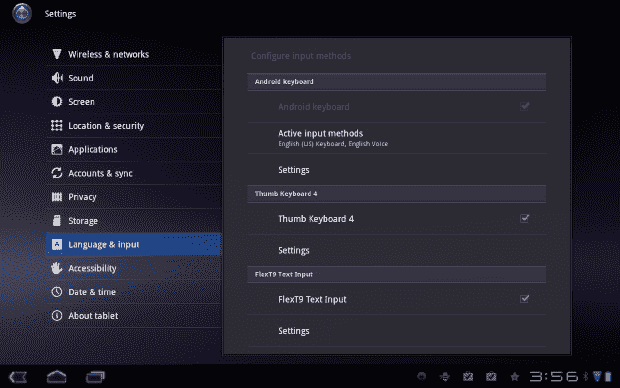 Settings
Wireless & networks
Sound
Screen
Location & security
Applications
Accounts & sync
Privacy
Storage
A
Language & input
Accessibility
Date & time
About tablet
Configure input methods
Android keyboard
Android keyboard
Active input methods
English (US) Keyboard, English Voice
Settings
Thumb Keyboard 4
Thumb Keyboard 4
Settings
FlexT9 Text Input
FlexT9 Text Input
Settings
3:56